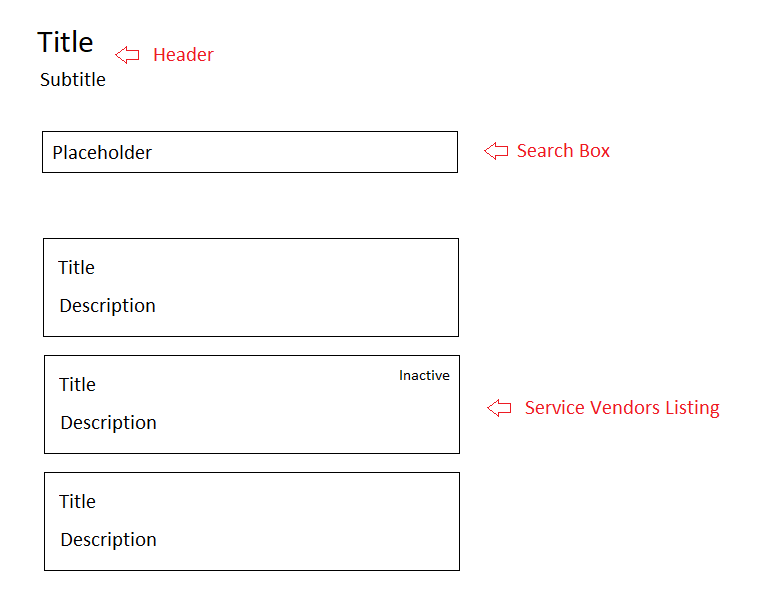 Title
Header
Subtitle
Placeholder
Search Box
Title
Description
Inactive
Title
Service Vendors Listing
Description
Title
Description